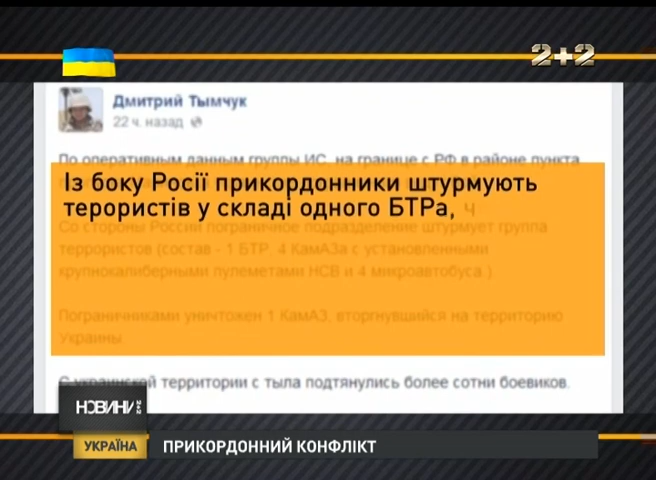 2+2
Дмитрий Тымчук
22 ч. назад
По оперативным данным группы ИС, на границе с РФ в районе пункта
Із боку Росії прикордонники штурмують
терористів у складі одного БТРа, ч
Со стороны России пограничное подразделение штурмует группа
террористов (состав - 1 БТР, 4 КамАЗа с установленными
крупнокалиберными пулеметами НСВ и 4 микроавтобуса.)
Пограничниками уничтожен 1 КамАЗ, вторгнувшийся на территорию
Украины.
С украинской территории с тыла подтянулись более сотни боевиков.
НОВИНИ 2+2
УКРАЇНА ПРИКОРДОННИЙ КОНФЛІКТ